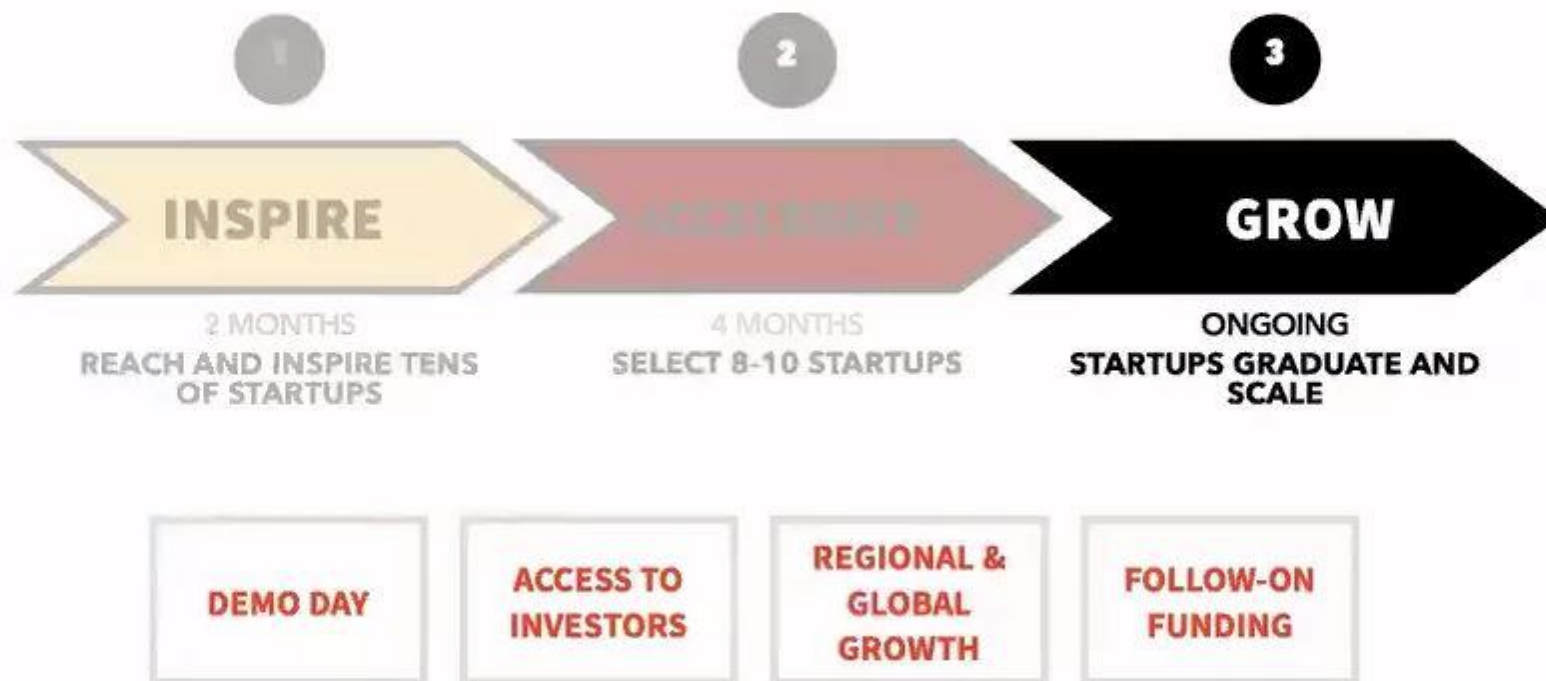 1
2
3
INSPIRE
ACCELERATE
GROW
2 MONTHS
REACH AND INSPIRE TENS
OF STARTUPS
4 MONTHS
SELECT 8-10 STARTUPS
ONGOING
STARTUPS GRADUATE AND
SCALE
DEMO DAY
ACCESS TO
INVESTORS
REGIONAL &
GLOBAL
GROWTH
FOLLOW-ON
FUNDING